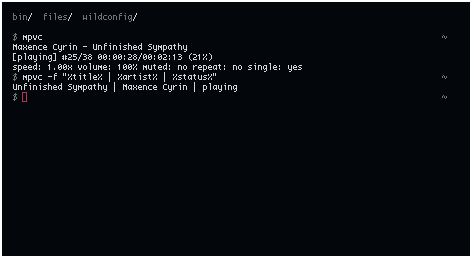 bin/ files/ wildconfig/
$ mpvc ~
Maxence Cyrin - Unfinished Sympathy
[playing] #25/38 00:00:28/00:02:13 (21%)
speed: 1.00x volume: 100% muted: no repeat: no single: yes
$ mpvc -f "%title% | %artist% | %status%" ~
Unfinished Sympathy | Maxence Cyrin | playing
$ ~